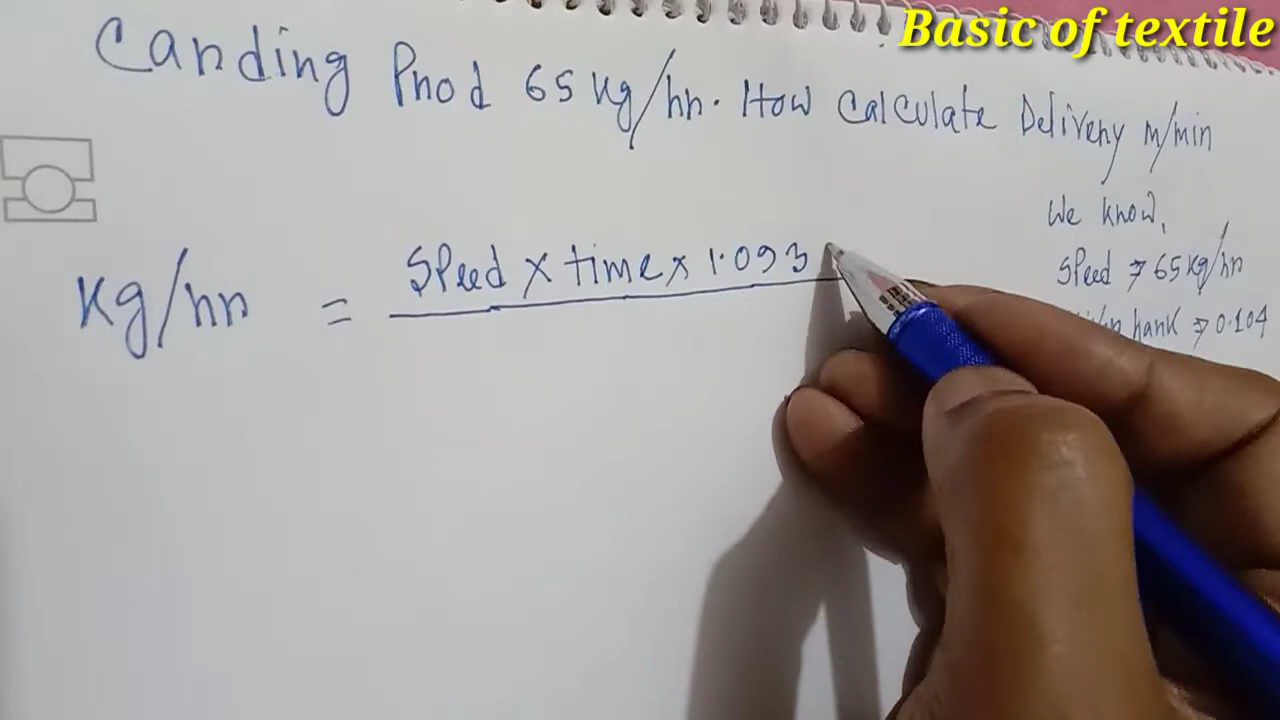 Basic of textile
Carding Prod 65 kg/hr. How Calculate Delivery m/min
We know,
Speed ⇒ 65 kg/hr
hank ⇒ 0.104
Kg/hr = Speed × time × 1.093